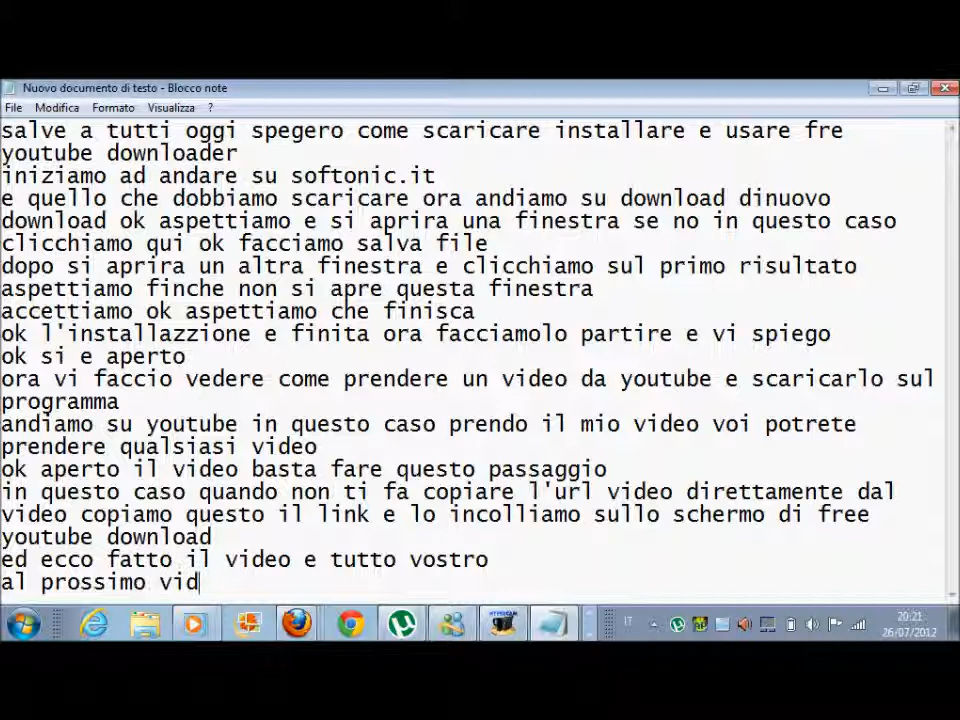 Nuovo documento di testo - Blocco note
File Modifica Formato Visualizza ?
salve a tutti oggi spegero come scaricare installare e usare fre
youtube downloader
iniziamo ad andare su softonic.it
e quello che dobbiamo scaricare ora andiamo su download dinuovo
download ok aspettiamo e si aprira una finestra se no in questo caso
clicchiamo qui ok facciamo salva file
dopo si aprira un altra finestra e clicchiamo sul primo risultato
aspettiamo finche non si apre questa finestra
accettiamo ok aspettiamo che finisca
ok l'installazzione e finita ora facciamolo partire e vi spiego
ok si e aperto
ora vi faccio vedere come prendere un video da youtube e scaricarlo sul
programma
andiamo su youtube in questo caso prendo il mio video voi potrete
prendere qualsiasi video
ok aperto il video basta fare questo passaggio
in questo caso quando non ti fa copiare l'url video direttamente dal
video copiamo questo il link e lo incolliamo sullo schermo di free
youtube download
ed ecco fatto il video e tutto vostro
al prossimo vid
HYPERCAM
IT
20:21
26/07/2012